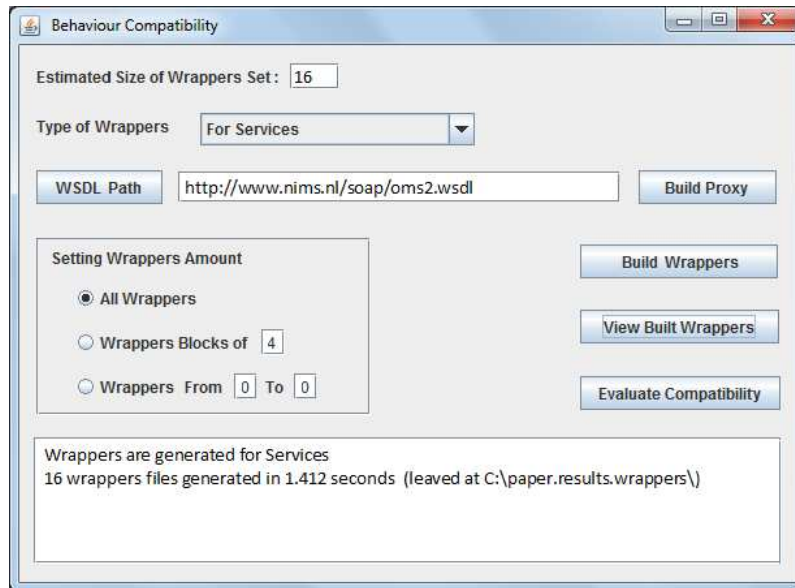 Behaviour Compatibility
Estimated Size of Wrappers Set : 16
Type of Wrappers For Services
WSDL Path http://www.nims.nl/soap/oms2.wsdl Build Proxy
Setting Wrappers Amount
All Wrappers
Wrappers Blocks of 4
Wrappers From 0 To 0
Build Wrappers
View Built Wrappers
Evaluate Compatibility
Wrappers are generated for Services
16 wrappers files generated in 1.412 seconds (leaved at C:\paper.results.wrappers\)